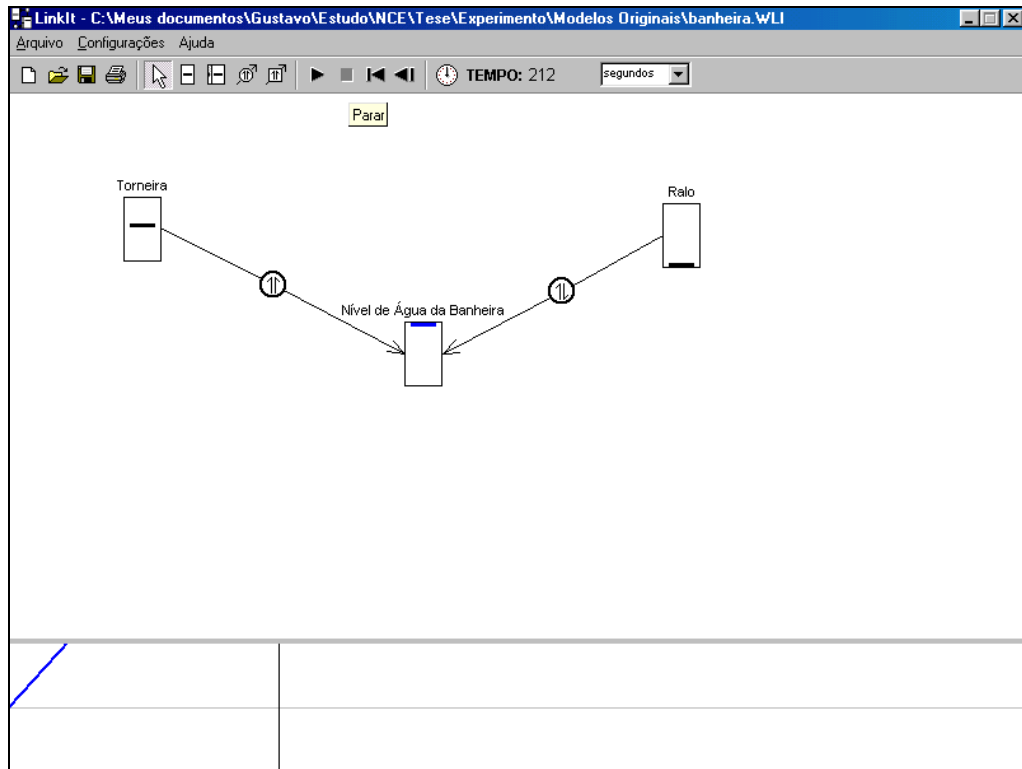 LinkIt - C:\Meus documentos\Gustavo\Estudo\NCE\Tese\Experimento\Modelos Originais\banheira.WLI
Arquivo Configurações Ajuda
TEMPO: 212 segundos
Parar
Torneira
Ralo
Nível de Água da Banheira